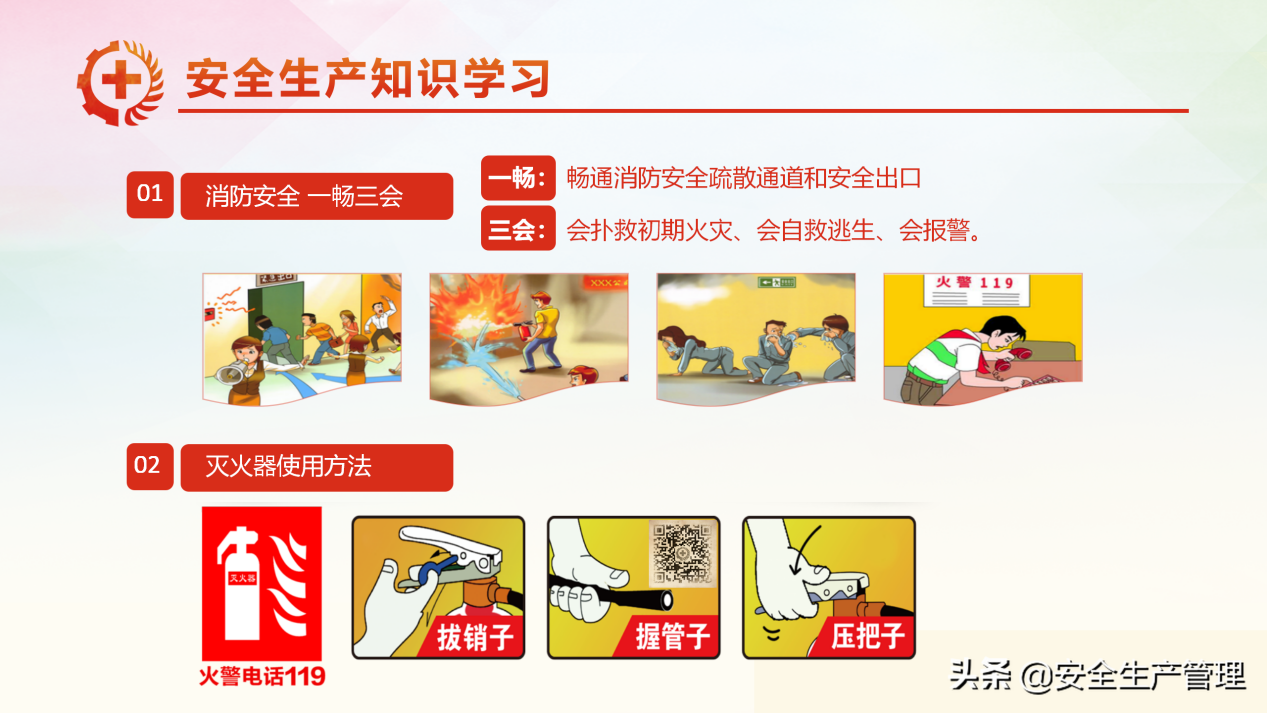 安全生产知识学习
01
消防安全 一畅三会
一畅：
畅通消防安全疏散通道和安全出口
三会：
会扑救初期火灾、会自救逃生、会报警。
火警119
02
灭火器使用方法
灭火器
火警电话119
拔销子
握管子
压把子
头条 @安全生产管理